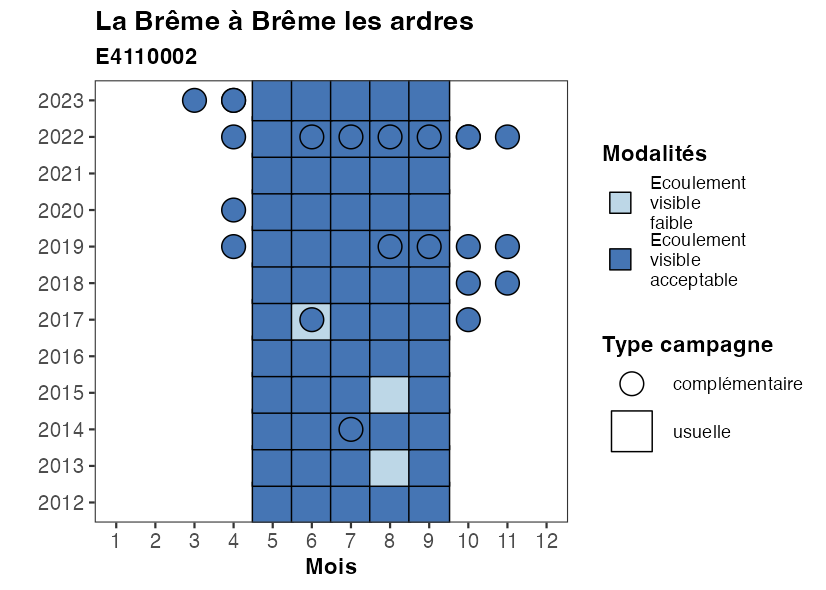 La Brême à Brême les ardres
E4110002
2023
2022
2021
2020
2019
2018
2017
2016
2015
2014
2013
2012
1 2 3 4 5 6 7 8 9 10 11 12
Mois
Modalités
Ecoulement
visible
faible
Ecoulement
visible
acceptable
Type campagne
complémentaire
usuelle